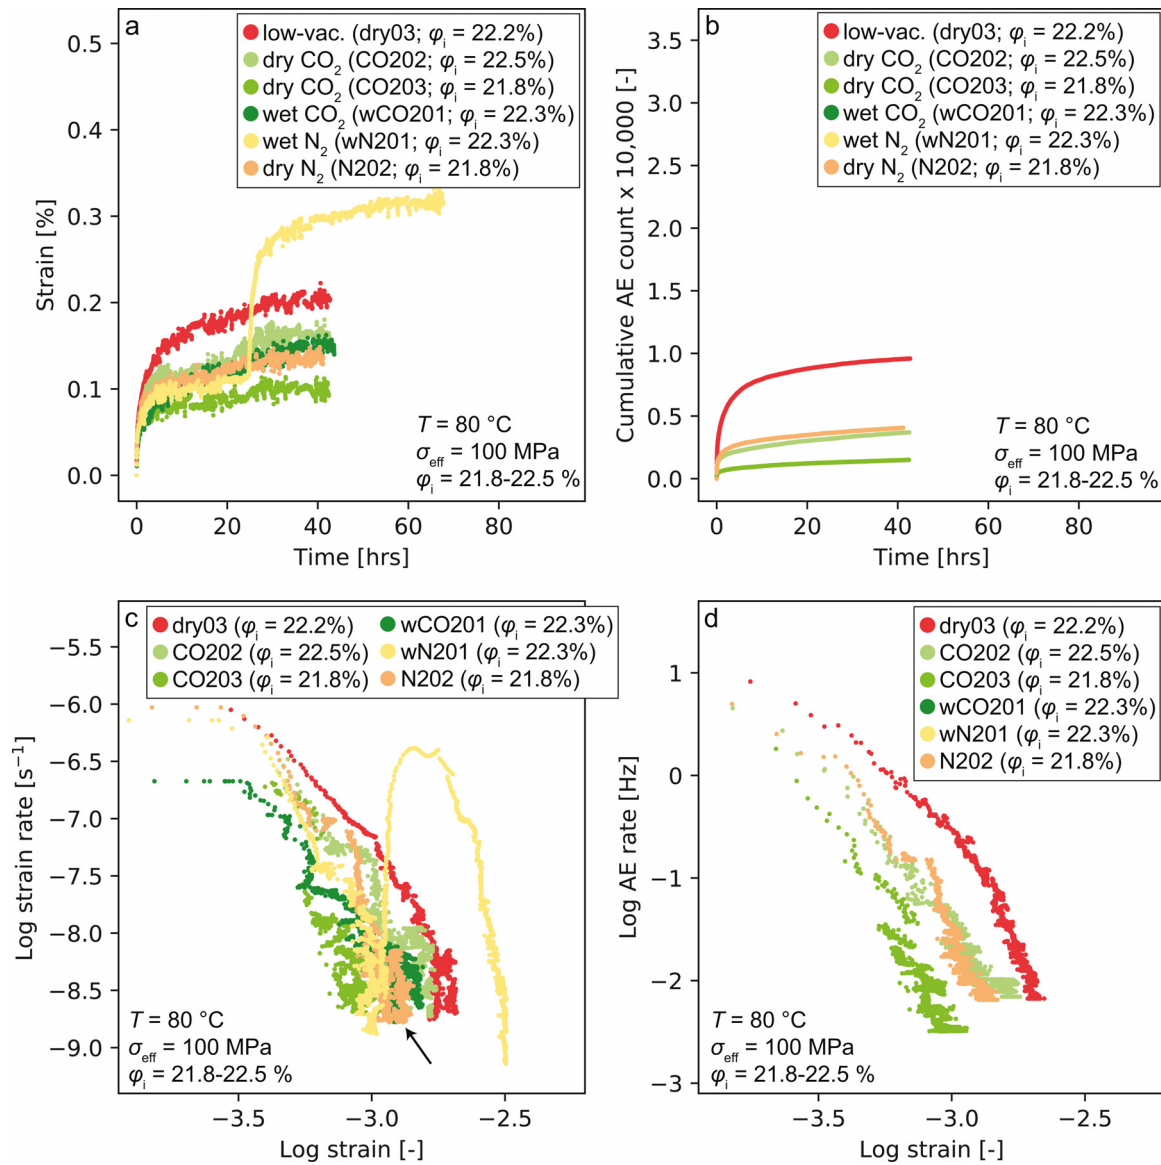 a
low-vac. (dry03; φi = 22.2%)
dry CO2 (CO202; φi = 22.5%)
dry CO2 (CO203; φi = 21.8%)
wet CO2 (wCO201; φi = 22.3%)
wet N2 (wN201; φi = 22.3%)
dry N2 (N202; φi = 21.8%)
0.5
0.4
0.3
0.2
0.1
0.0
Strain [%]
T = 80 °C
σeff = 100 MPa
φi = 21.8-22.5 %
0 20 40 60 80
Time [hrs]
b
low-vac. (dry03; φi = 22.2%)
dry CO2 (CO202; φi = 22.5%)
dry CO2 (CO203; φi = 21.8%)
wet CO2 (wCO201; φi = 22.3%)
wet N2 (wN201; φi = 22.3%)
dry N2 (N202; φi = 21.8%)
3.5
3.0
2.5
2.0
1.5
1.0
0.5
0.0
Cumulative AE count x 10,000 [-]
T = 80 °C
σeff = 100 MPa
φi = 21.8-22.5 %
0 20 40 60 80
Time [hrs]
c
dry03 (φi = 22.2%) wCO201 (φi = 22.3%)
CO202 (φi = 22.5%) wN201 (φi = 22.3%)
CO203 (φi = 21.8%) N202 (φi = 21.8%)
−5.5
−6.0
−6.5
−7.0
−7.5
−8.0
−8.5
−9.0
Log strain rate [s−1]
T = 80 °C
σeff = 100 MPa
φi = 21.8-22.5 %
−3.5 −3.0 −2.5
Log strain [-]
d
dry03 (φi = 22.2%)
CO202 (φi = 22.5%)
CO203 (φi = 21.8%)
wCO201 (φi = 22.3%)
wN201 (φi = 22.3%)
N202 (φi = 21.8%)
1
0
−1
−2
−3
Log AE rate [Hz]
T = 80 °C
σeff = 100 MPa
φi = 21.8-22.5 %
−3.5 −3.0 −2.5
Log strain [-]